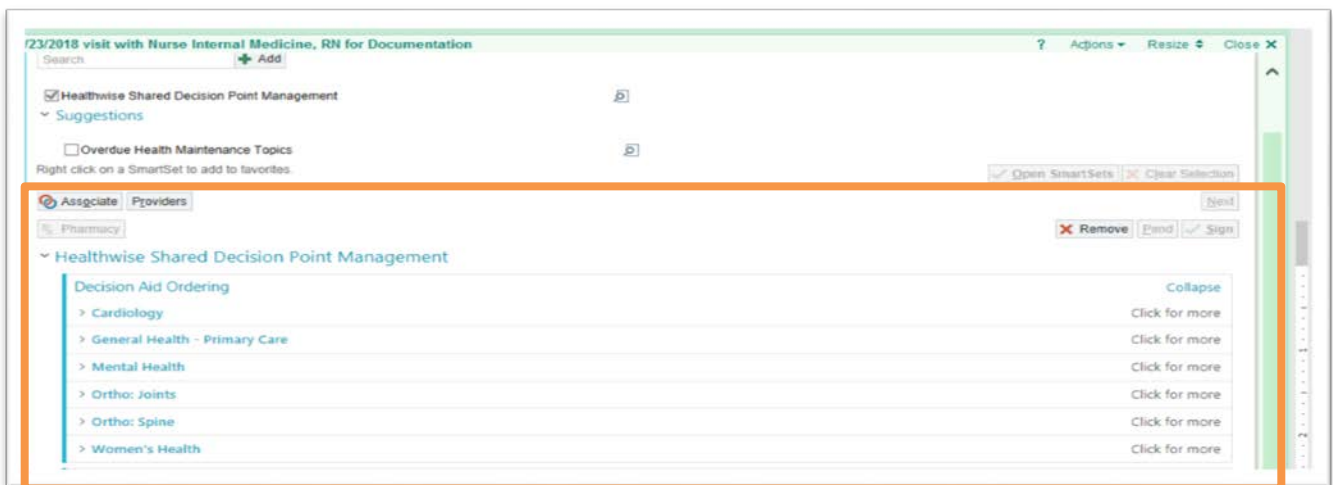 /23/2018 visit with Nurse Internal Medicine, RN for Documentation ? Actions Resize Close X
Search Add
Healthwise Shared Decision Point Management
Suggestions
Overdue Health Maintenance Topics
Right click on a SmartSet to add to favorites. Open SmartSets Clear Selection
Associate Providers Next
Pharmacy Remove Pend Sign
Healthwise Shared Decision Point Management
Decision Aid Ordering Collapse
> Cardiology Click for more
> General Health - Primary Care Click for more
> Mental Health Click for more
> Ortho: Joints Click for more
> Ortho: Spine Click for more
> Women's Health Click for more